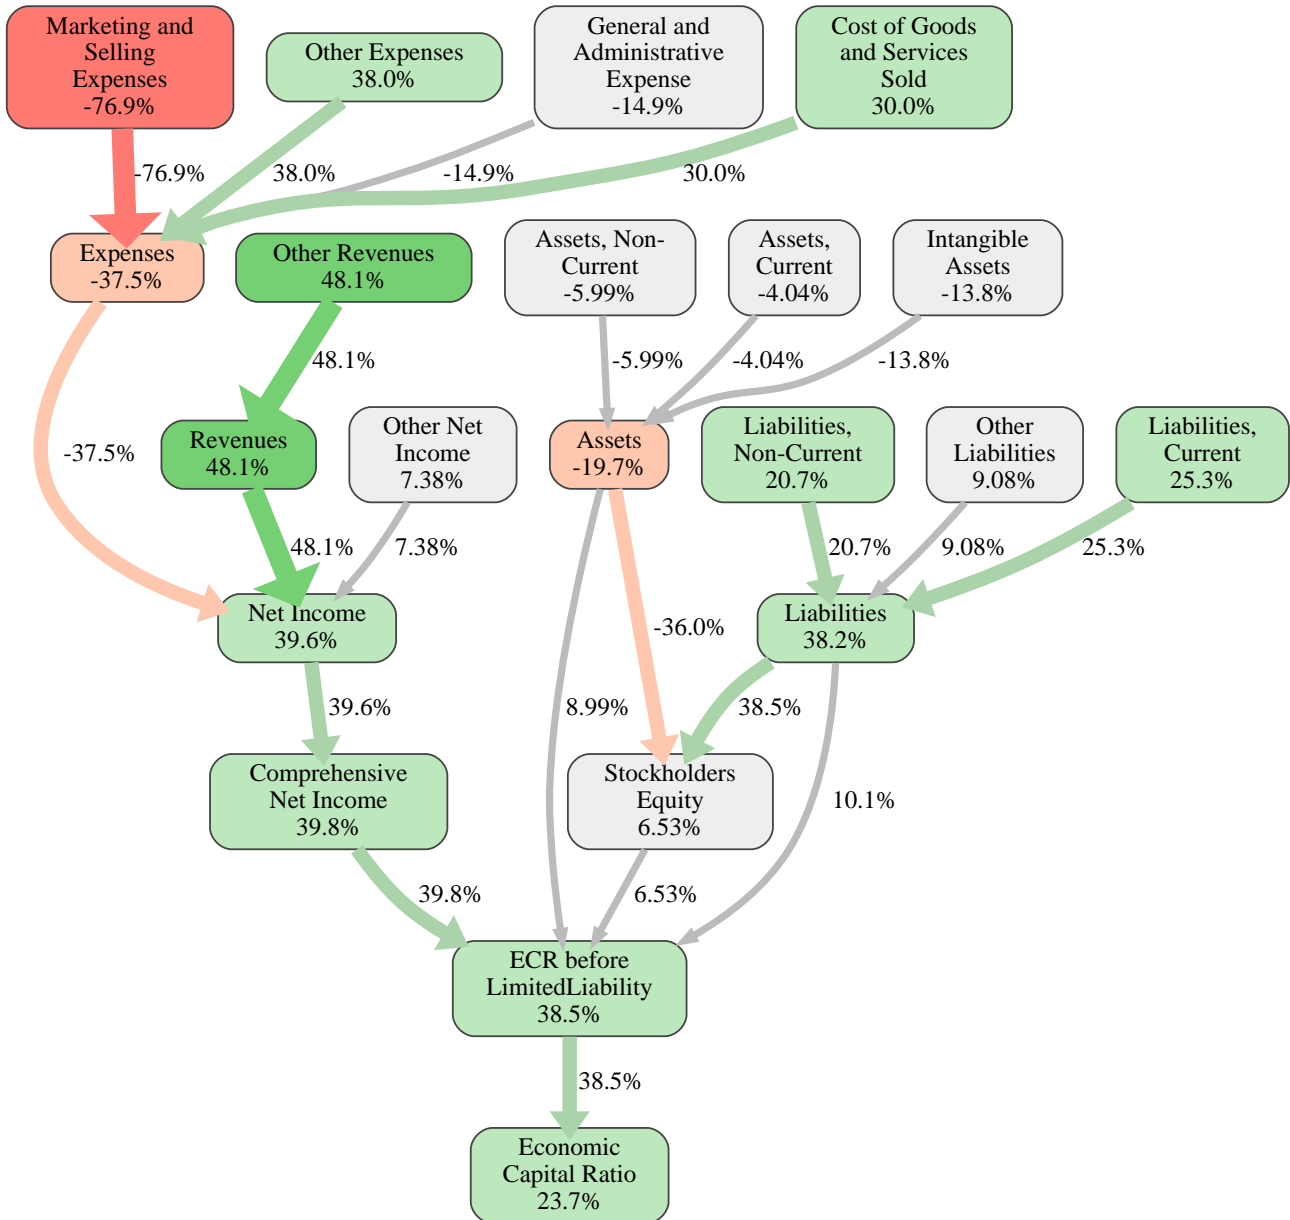 Marketing and
Selling
Expenses
-76.9%
Other Expenses
38.0%
General and
Administrative
Expense
-14.9%
Cost of Goods
and Services
Sold
30.0%
-76.9%
38.0%
-14.9%
30.0%
Expenses
-37.5%
Other Revenues
48.1%
Assets, Non-
Current
-5.99%
Assets,
Current
-4.04%
Intangible
Assets
-13.8%
48.1%
-5.99%
-4.04%
-13.8%
-37.5%
Revenues
48.1%
Other Net
Income
7.38%
Assets
-19.7%
Liabilities,
Non-Current
20.7%
Other
Liabilities
9.08%
Liabilities,
Current
25.3%
48.1%
7.38%
20.7%
9.08%
25.3%
Net Income
39.6%
-36.0%
Liabilities
38.2%
39.6%
8.99%
38.5%
Comprehensive
Net Income
39.8%
Stockholders
Equity
6.53%
10.1%
39.8%
6.53%
ECR before
LimitedLiability
38.5%
38.5%
Economic
Capital Ratio
23.7%